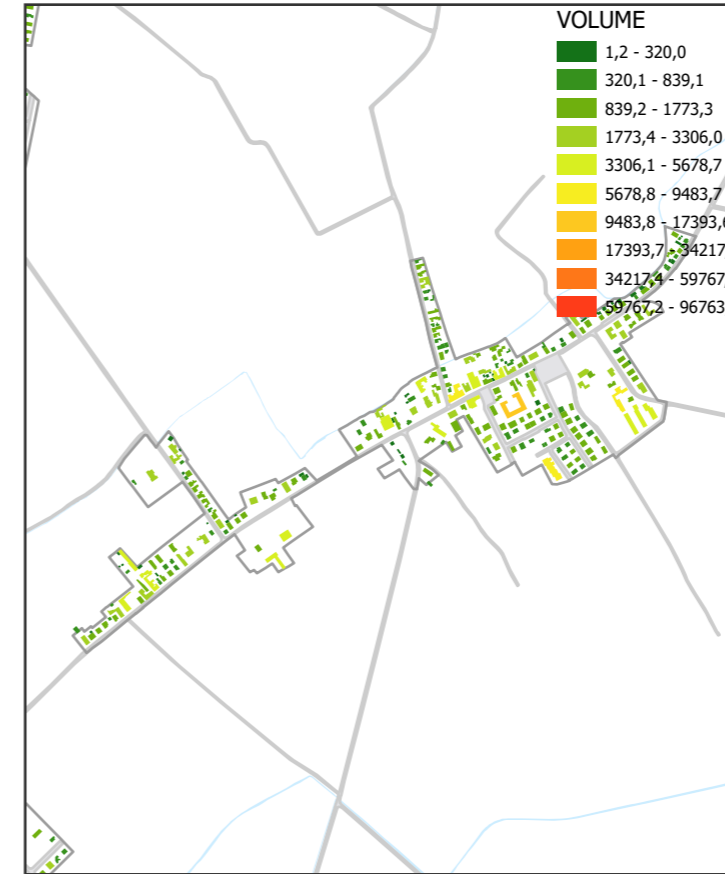 VOLUME
1,2 - 320,0
320,1 - 839,1
839,2 - 1773,3
1773,4 - 3306,0
3306,1 - 5678,7
5678,8 - 9483,7
9483,8 - 17393,6
17393,7 - 34217
34217,4 - 59767,
59767,2 - 96763